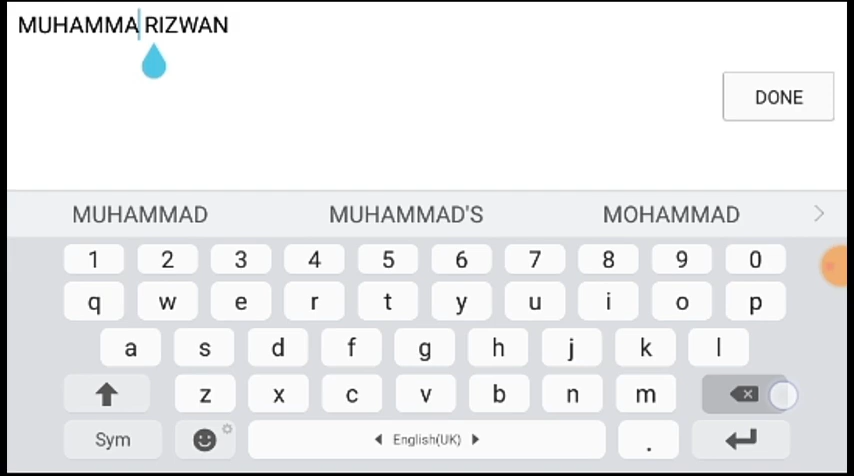 MUHAMMA RIZWAN
DONE
MUHAMMAD MUHAMMAD'S MOHAMMAD
1 2 3 4 5 6 7 8 9 0
q w e r t y u i o p
a s d f g h j k l
z x c v b n m
Sym English(UK) .